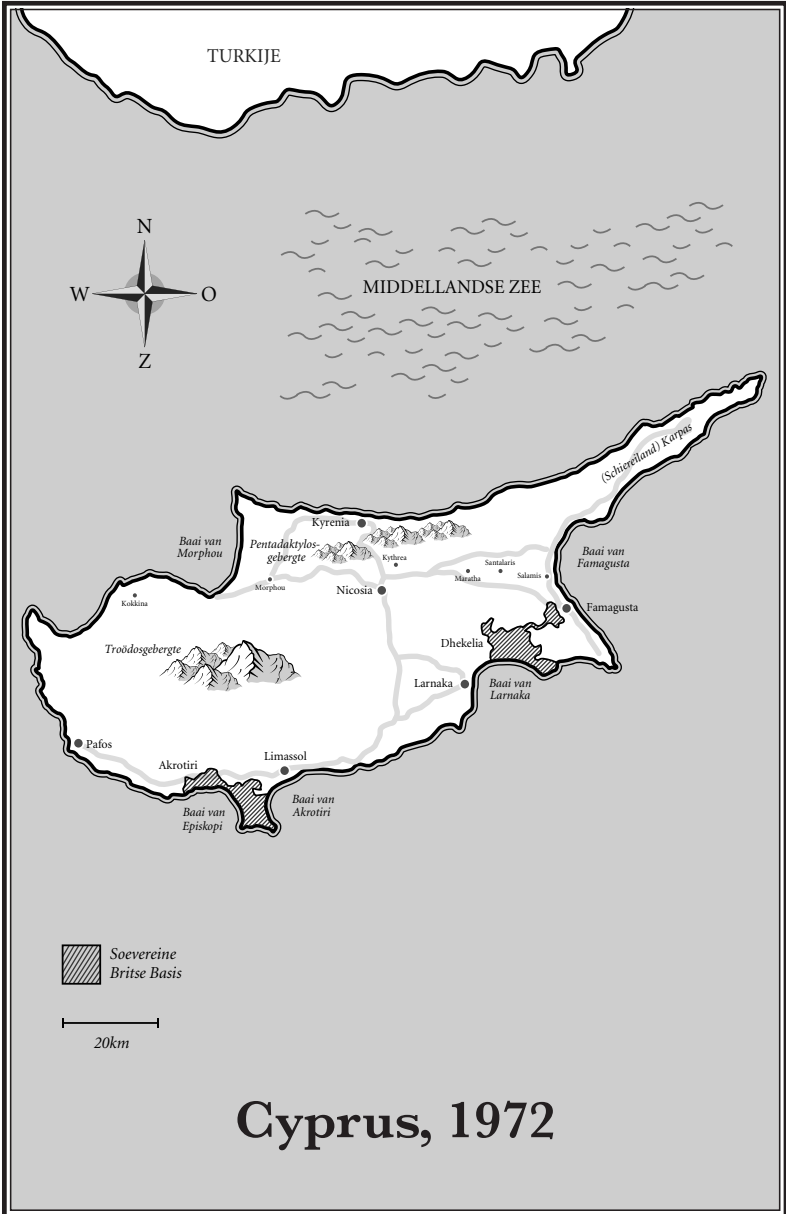 TURKIJE
N
W
O
Z
MIDDELLANDSE ZEE
(Schiereiland) Karpas
Baai van
Morphou
Kyrenia
Pentadaktylos-
gebergte
Kythrea
Baai van
Famagusta
Morphou
Nicosia
Maratha
Santalaris
Salamis
Kokkina
Famagusta
Troödosgebergte
Dhekelia
Larnaka
Baai van
Larnaka
Pafos
Akrotiri
Limassol
Baai van
Episkopi
Baai van
Akrotiri
Soevereine
Britse Basis
20km
Cyprus, 1972